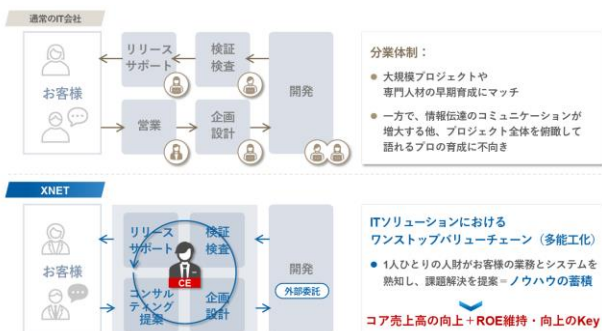 通常のIT会社
お客様
リリース
サポート
検証
検査
営業
企画
設計
開発
分業体制：
● 大規模プロジェクトや
専門人材の早期育成にマッチ
● 一方で、情報伝達のコミュニケーションが
増大する他、プロジェクト全体を俯瞰して
語れるプロの育成に不向き
XNET
お客様
リリース
サポート
検証
検査
CE
コンサル
ティング
提案
企画
設計
開発
外部委託
ITソリューションにおける
ワンストップバリューチェーン（多能工化）
● 1人ひとりの人財がお客様の業務とシステムを
熟知し、課題解決を提案＝ノウハウの蓄積
コア売上高の向上＋ROE維持・向上のKey